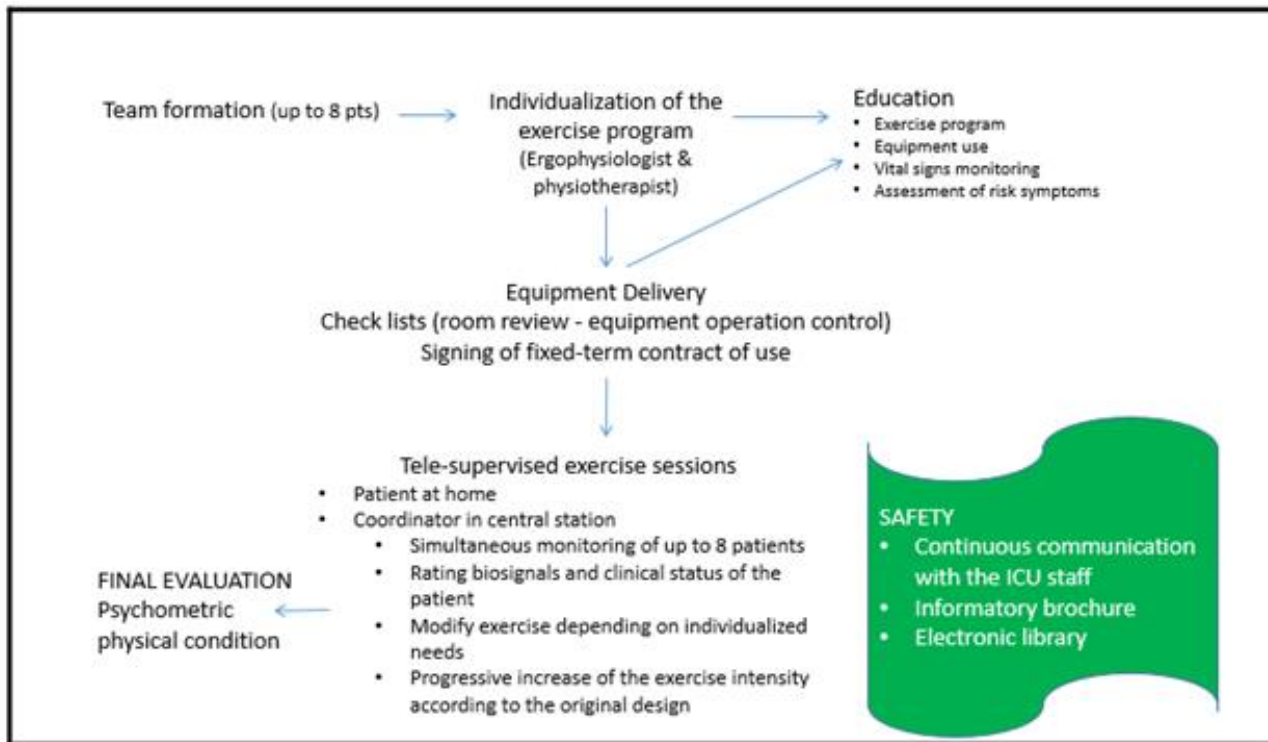 Team formation (up to 8 pts)
Individualization of the
exercise program
(Ergophysiologist &
physiotherapist)
Education
• Exercise program
• Equipment use
• Vital signs monitoring
• Assessment of risk symptoms
Equipment Delivery
Check lists (room review - equipment operation control)
Signing of fixed-term contract of use
Tele-supervised exercise sessions
• Patient at home
• Coordinator in central station
• Simultaneous monitoring of up to 8 patients
• Rating biosignals and clinical status of the
patient
• Modify exercise depending on individualized
needs
• Progressive increase of the exercise intensity
according to the original design
FINAL EVALUATION
Psychometric
physical condition
SAFETY
• Continuous communication
with the ICU staff
• Informatory brochure
• Electronic library